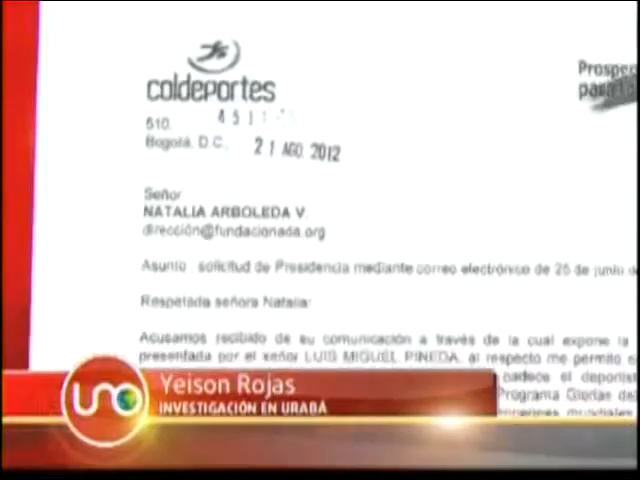 coldeportes
Prospe
para
610.
Bogotá, D.C,
21 AGO. 2012
Señor
NATALIA ARBOLEDA V.
dirección@fundacionada.org
Asunto : solicitud de Presidencia mediante correo electrónico de 25 de junio d
Respetada señora Natalia:
Acusamos recibido de su comunicación a través de la cual expone la
presentada por el señor LUIS MIGUEL PINEDA, al respecto me permito e
padece el deportist
Programa Glorias del
mundiales
uno
Yeison Rojas
INVESTIGACIÓN EN URABÁ